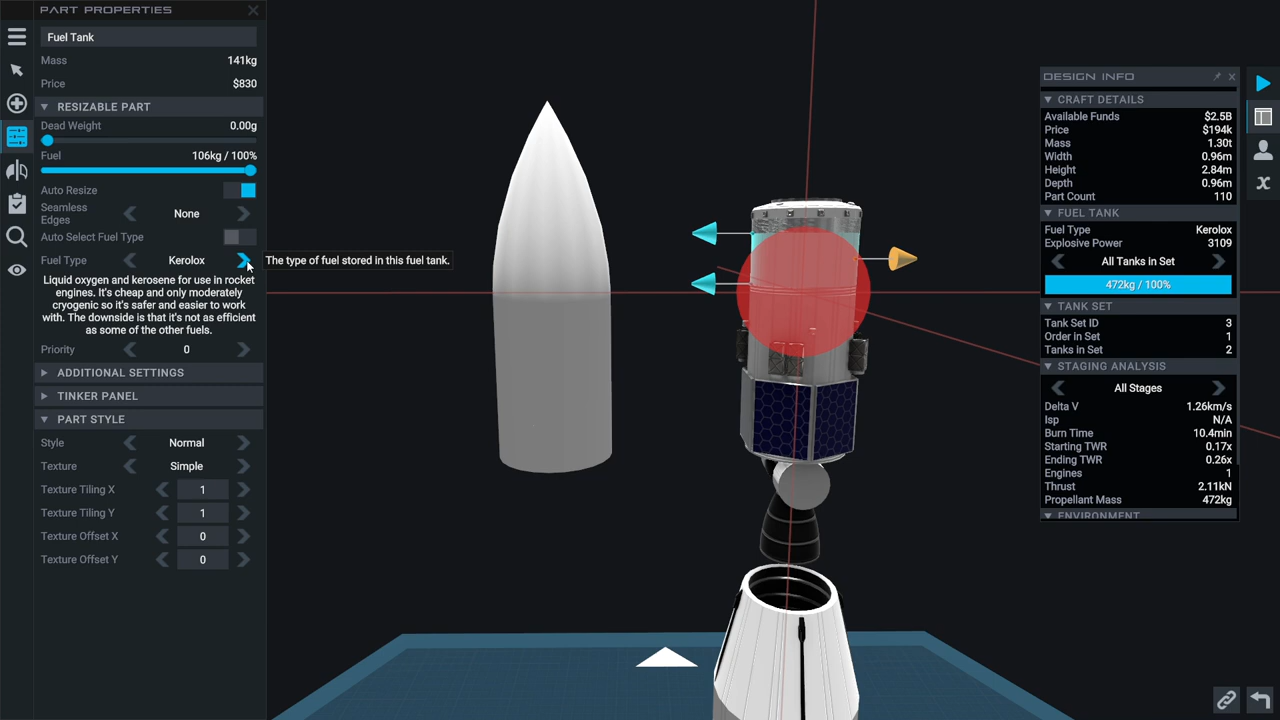 PART PROPERTIES
Fuel Tank
Mass 141kg
Price $830
RESIZABLE PART
Dead Weight 0.00g
Fuel 106kg / 100%
Auto Resize
Seamless Edges None
Auto Select Fuel Type
Fuel Type Kerolox
The type of fuel stored in this fuel tank.
Liquid oxygen and kerosene for use in rocket
engines. It's cheap and only moderately
cryogenic so it's safer and easier to work
with. The downside is that it's not as efficient
as some of the other fuels.
Priority 0
ADDITIONAL SETTINGS
TINKER PANEL
PART STYLE
Style Normal
Texture Simple
Texture Tiling X 1
Texture Tiling Y 1
Texture Offset X 0
Texture Offset Y 0
DESIGN INFO
CRAFT DETAILS
Available Funds $2.5B
Price $194k
Mass 1.30t
Width 0.96m
Height 2.84m
Depth 0.96m
Part Count 110
FUEL TANK
Fuel Type Kerolox
Explosive Power 3109
All Tanks in Set
472kg / 100%
TANK SET
Tank Set ID 3
Order in Set 1
Tanks in Set 2
STAGING ANALYSIS
All Stages
Delta V 1.26km/s
Isp N/A
Burn Time 10.4min
Starting TWR 0.17x
Ending TWR 0.26x
Engines 1
Thrust 2.11kN
Propellant Mass 472kg
ENVIRONMENT